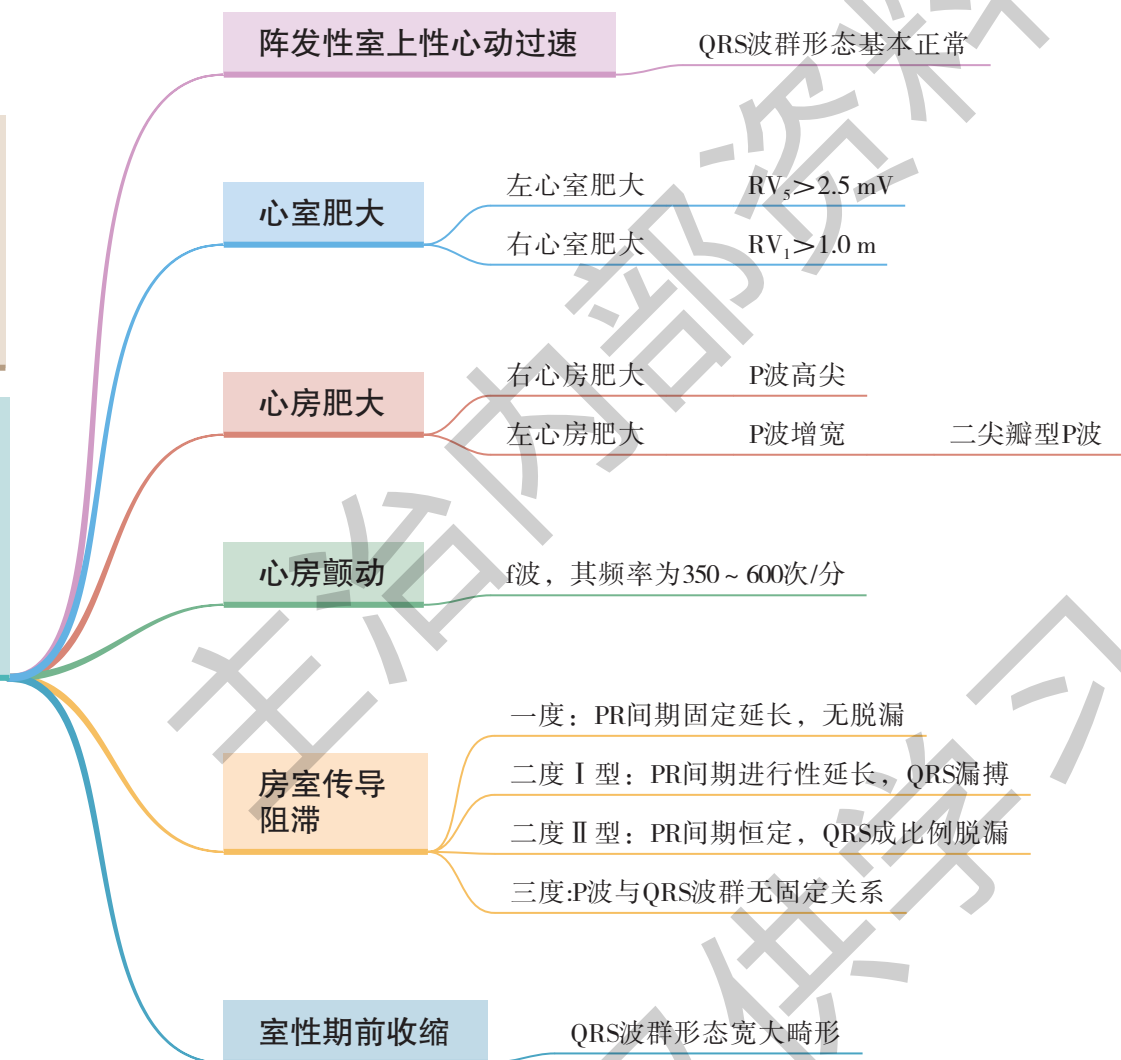 阵发性室上性心动过速 QRS波群形态基本正常
心室肥大
左心室肥大 RV₅＞2.5 mV
右心室肥大 RV₁＞1.0 m
心房肥大
右心房肥大 P波高尖
左心房肥大 P波增宽 二尖瓣型P波
心房颤动 f波，其频率为350～600次/分
房室传导
阻滞
一度：PR间期固定延长，无脱漏
二度Ⅰ型：PR间期进行性延长，QRS漏搏
二度Ⅱ型：PR间期恒定，QRS成比例脱漏
三度:P波与QRS波群无固定关系
室性期前收缩 QRS波群形态宽大畸形
主治内部资料
供学习